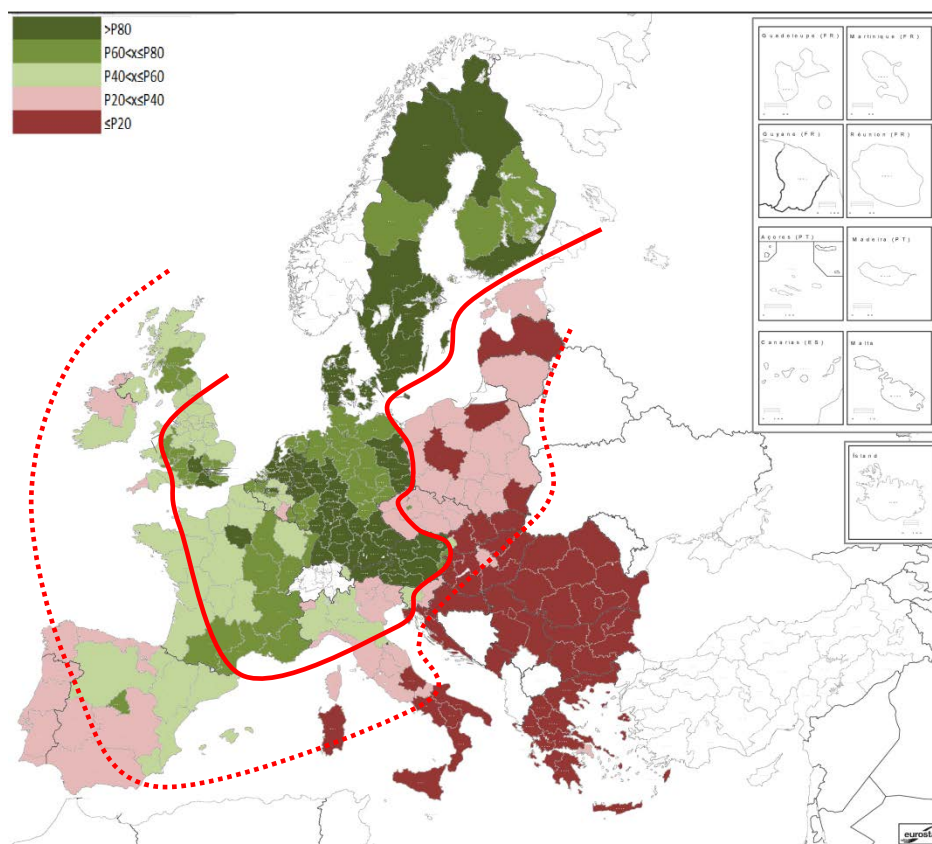 >P80
P60<x≤P80
P40<x≤P60
P20<x≤P40
≤P20
Guadeloupe (FR)
Martinique (FR)
Guyane (FR)
Réunion (FR)
Açores (PT)
Madeira (PT)
Canarias (ES)
Malta
Ísland
eurosta